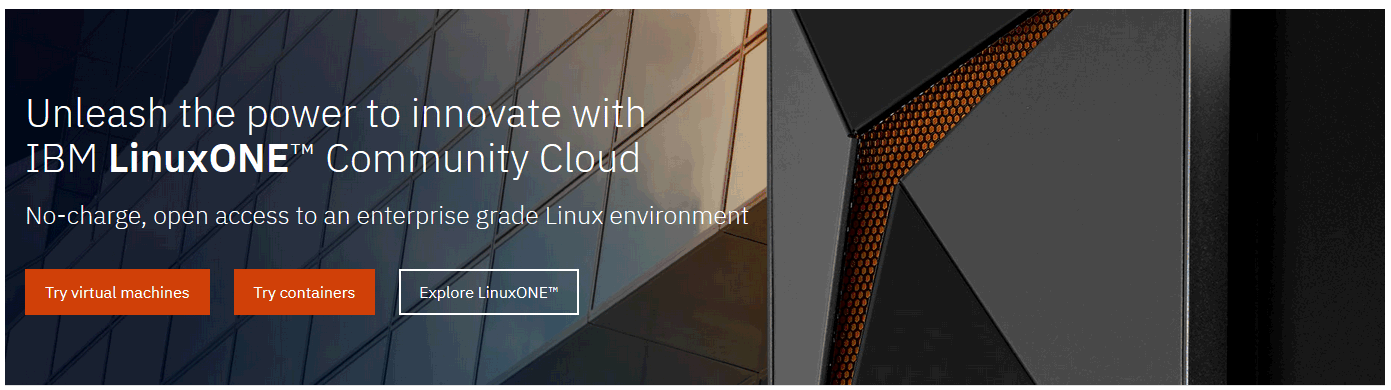 Unleash the power to innovate with
IBM LinuxONE™ Community Cloud
No-charge, open access to an enterprise grade Linux environment
Try virtual machines
Try containers
Explore LinuxONE™